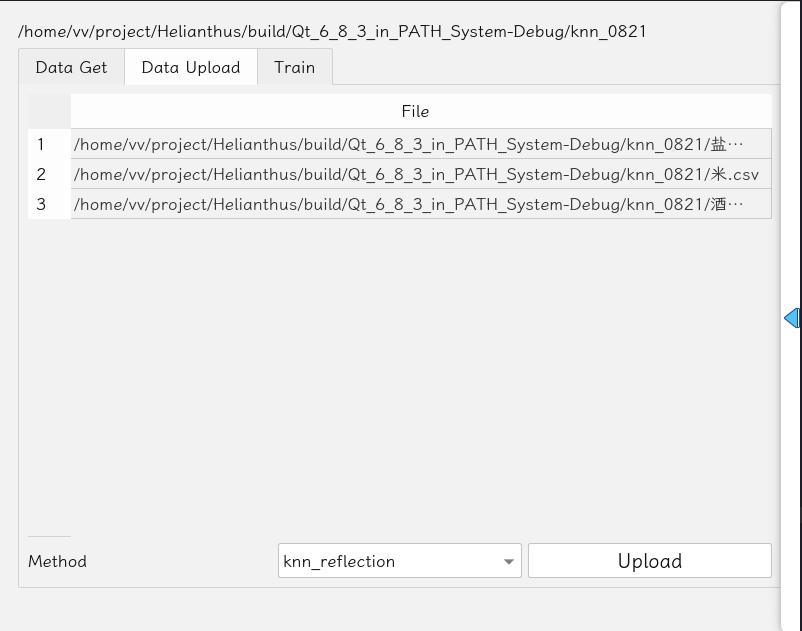 /home/vv/project/Helianthus/build/Qt_6_8_3_in_PATH_System-Debug/knn_0821
Data Get Data Upload Train
File
1 /home/vv/project/Helianthus/build/Qt_6_8_3_in_PATH_System-Debug/knn_0821/盐…
2 /home/vv/project/Helianthus/build/Qt_6_8_3_in_PATH_System-Debug/knn_0821/米.csv
3 /home/vv/project/Helianthus/build/Qt_6_8_3_in_PATH_System-Debug/knn_0821/酒…
Method knn_reflection Upload